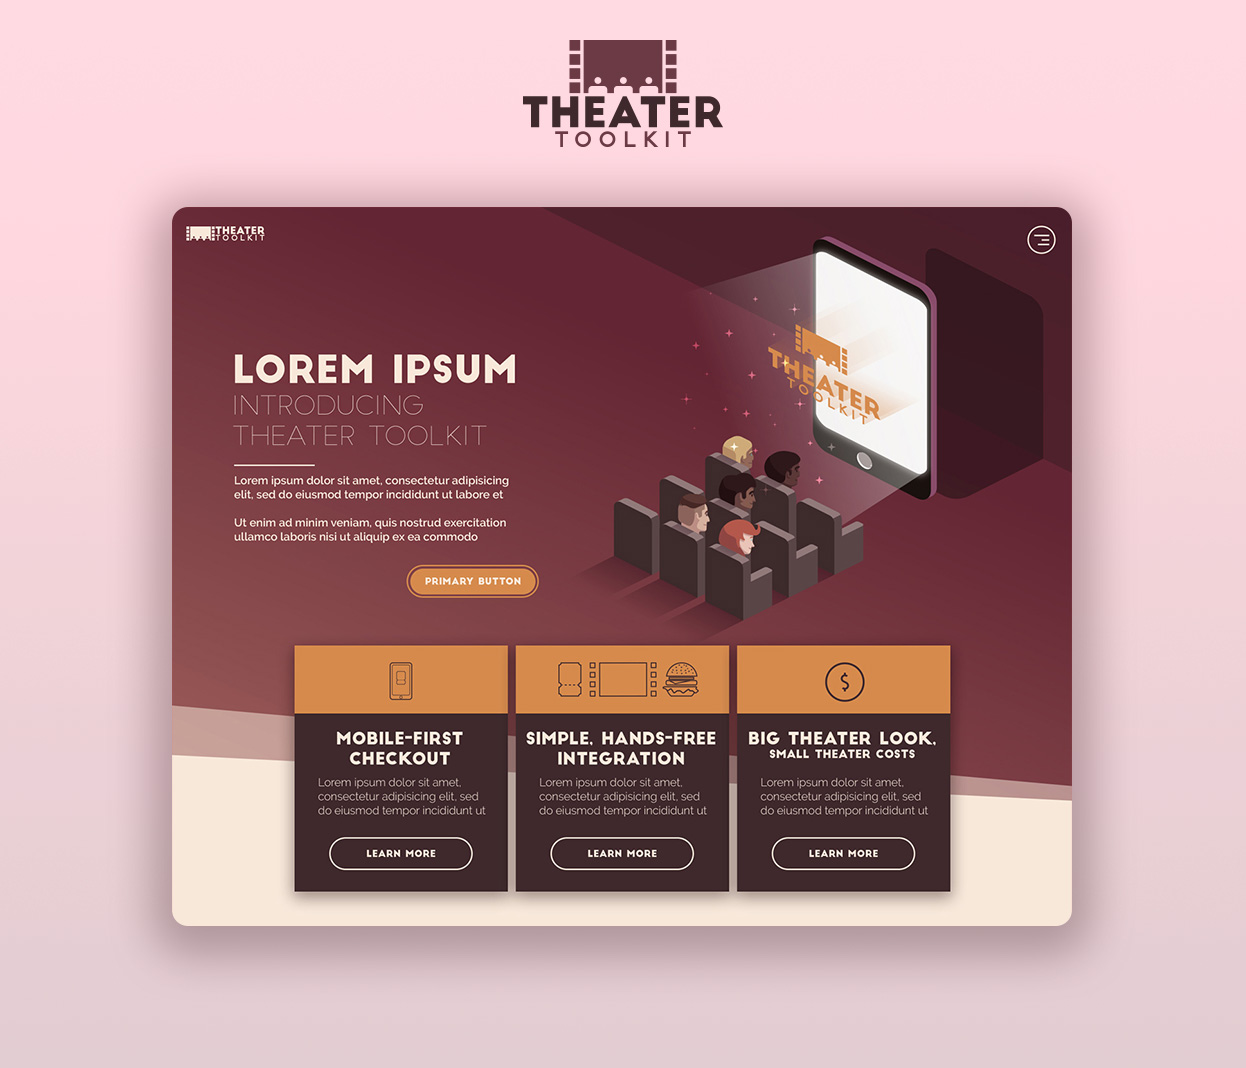 THEATER
TOOLKIT
THEATER
TOOLKIT
LOREM IPSUM
INTRODUCING
THEATER TOOLKIT
Lorem ipsum dolor sit amet, consectetur adipisicing
elit, sed do eiusmod tempor incididunt ut labore et
Ut enim ad minim veniam, quis nostrud exercitation
ullamco laboris nisi ut aliquip ex ea commodo
PRIMARY BUTTON
THEATER
TOOLKIT
MOBILE-FIRST
CHECKOUT
Lorem ipsum dolor sit amet,
consectetur adipisicing elit, sed
do eiusmod tempor incididunt ut
LEARN MORE
SIMPLE, HANDS-FREE
INTEGRATION
Lorem ipsum dolor sit amet,
consectetur adipisicing elit, sed
do eiusmod tempor incididunt ut
LEARN MORE
$
BIG THEATER LOOK,
SMALL THEATER COSTS
Lorem ipsum dolor sit amet,
consectetur adipisicing elit, sed
do eiusmod tempor incididunt ut
LEARN MORE